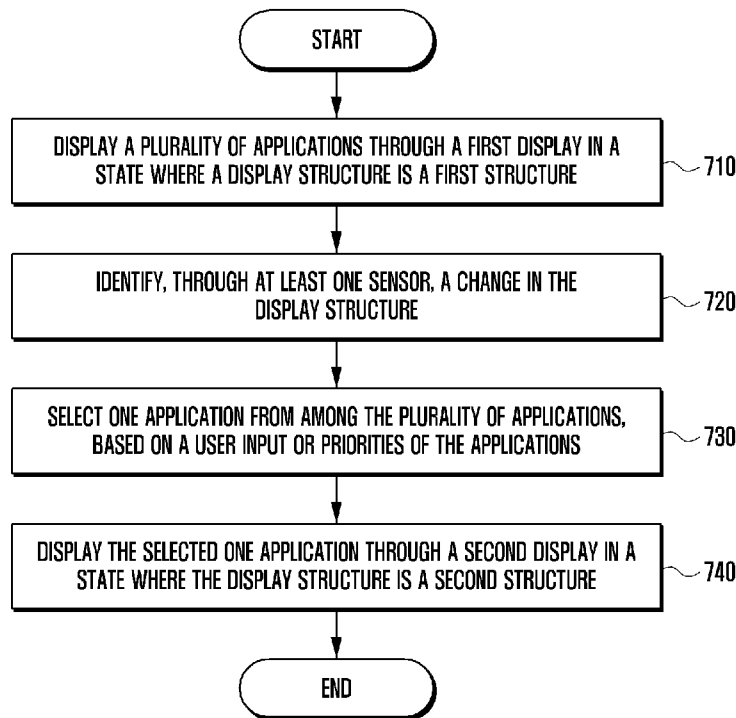 START
DISPLAY A PLURALITY OF APPLICATIONS THROUGH A FIRST DISPLAY IN A
STATE WHERE A DISPLAY STRUCTURE IS A FIRST STRUCTURE
710
IDENTIFY, THROUGH AT LEAST ONE SENSOR, A CHANGE IN THE
DISPLAY STRUCTURE
720
SELECT ONE APPLICATION FROM AMONG THE PLURALITY OF APPLICATIONS,
BASED ON A USER INPUT OR PRIORITIES OF THE APPLICATIONS
730
DISPLAY THE SELECTED ONE APPLICATION THROUGH A SECOND DISPLAY IN A
STATE WHERE THE DISPLAY STRUCTURE IS A SECOND STRUCTURE
740
END